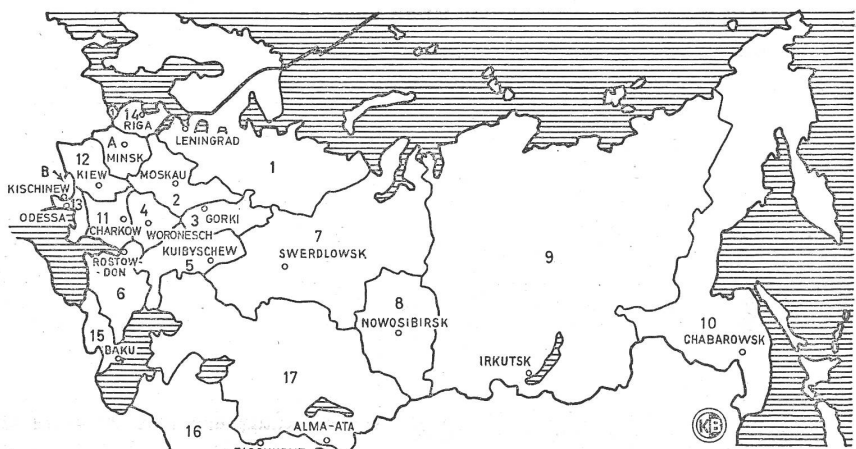 14
RIGA
LENINGRAD
A
MINSK
12
MOSKAU
1
B
KIEW
KISCHINEW
13
2
ODESSA
11
4
3
GORKI
CHARKOW
WORONESCH
7
KUIBYSCHEW
SWERDLOWSK
9
5
ROSTOW-
-DON
6
8
NOWOSIBIRSK
10
CHABAROWSK
15
BAKU
IRKUTSK
17
ALMA-ATA
16
KB